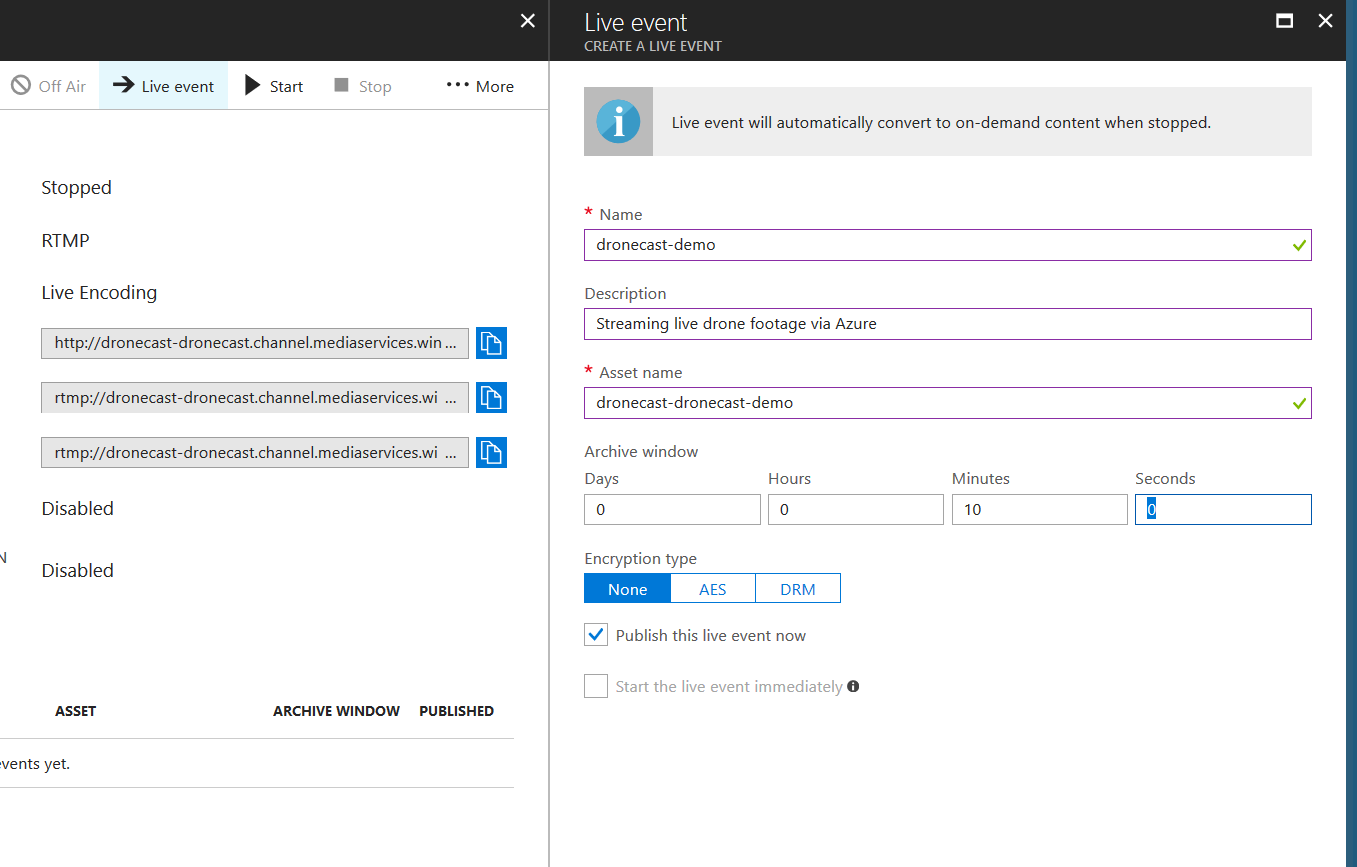 Live event
CREATE A LIVE EVENT
Off Air
Live event
Start
Stop
More
Stopped
RTMP
Live Encoding
http://dronecast-dronecast.channel.mediaservices.win ...
rtmp://dronecast-dronecast.channel.mediaservices.wi ...
rtmp://dronecast-dronecast.channel.mediaservices.wi ...
Disabled
N
Disabled
ASSET ARCHIVE WINDOW PUBLISHED
events yet.
Live event will automatically convert to on-demand content when stopped.
* Name
dronecast-demo
Description
Streaming live drone footage via Azure
* Asset name
dronecast-dronecast-demo
Archive window
Days Hours Minutes Seconds
0 0 10 0
Encryption type
None AES DRM
Publish this live event now
Start the live event immediately